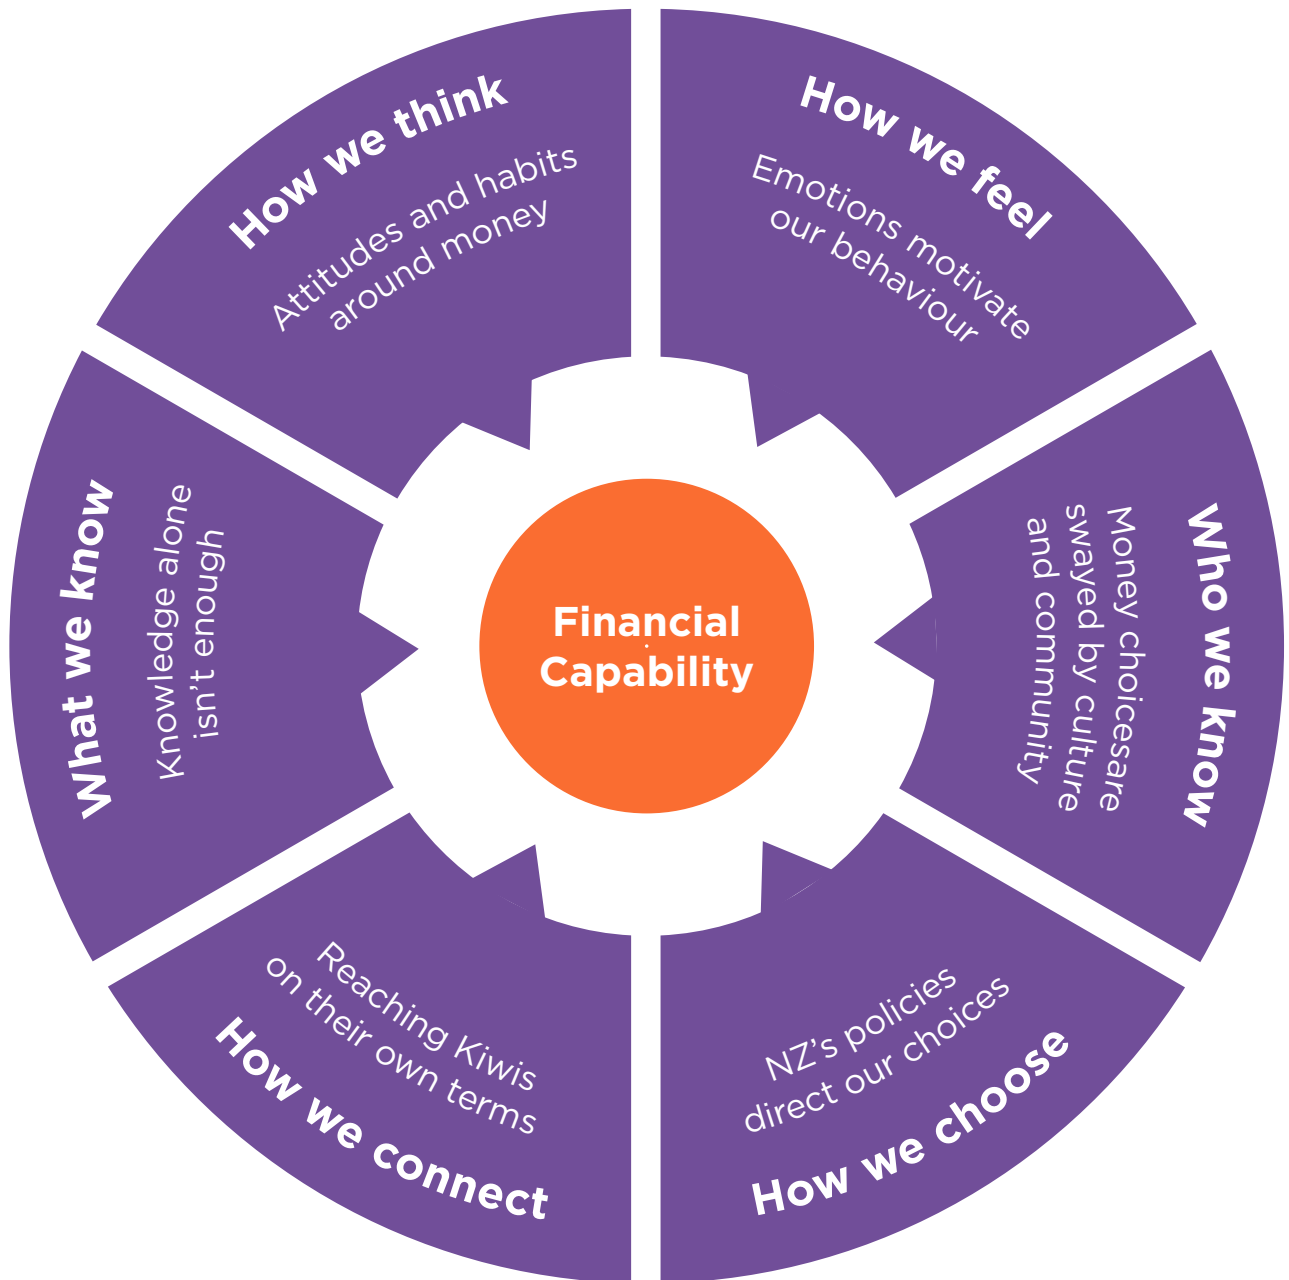 How we think
Attitudes and habits
around money
How we feel
Emotions motivate
our behaviour
Who we know
Money choicesare
swayed by culture
and community
How we choose
NZ's policies
direct our choices
How we connect
Reaching Kiwis
on their own terms
What we know
Knowledge alone
isn't enough
Financial
Capability